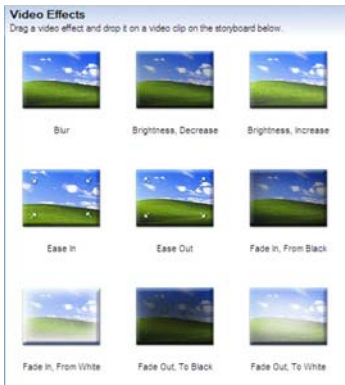 Video Effects
Drag a video effect and drop it on a video clip on the storyboard below.
Blur
Brightness, Decrease
Brightness, Increase
Ease In
Ease Out
Fade In, From Black
Fade In, From White
Fade Out, To Black
Fade Out, To White